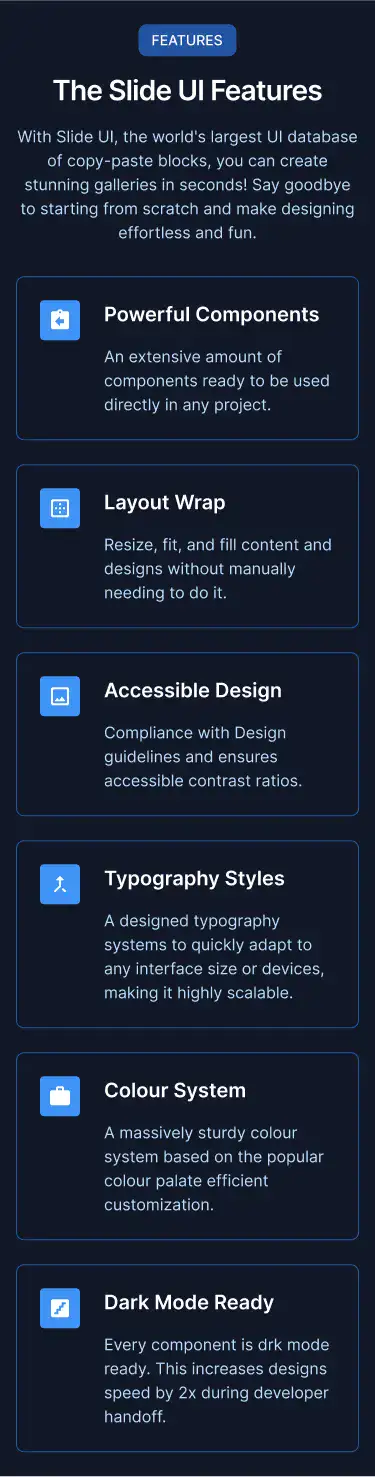 FEATURES
The Slide UI Features
With Slide UI, the world's largest UI database
of copy-paste blocks, you can create
stunning galleries in seconds! Say goodbye
to starting from scratch and make designing
effortless and fun.
Powerful Components
An extensive amount of
components ready to be used
directly in any project.
Layout Wrap
Resize, fit, and fill content and
designs without manually
needing to do it.
Accessible Design
Compliance with Design
guidelines and ensures
accessible contrast ratios.
Typography Styles
A designed typography
systems to quickly adapt to
any interface size or devices,
making it highly scalable.
Colour System
A massively sturdy colour
system based on the popular
colour palate efficient
customization.
Dark Mode Ready
Every component is drk mode
ready. This increases designs
speed by 2x during developer
handoff.